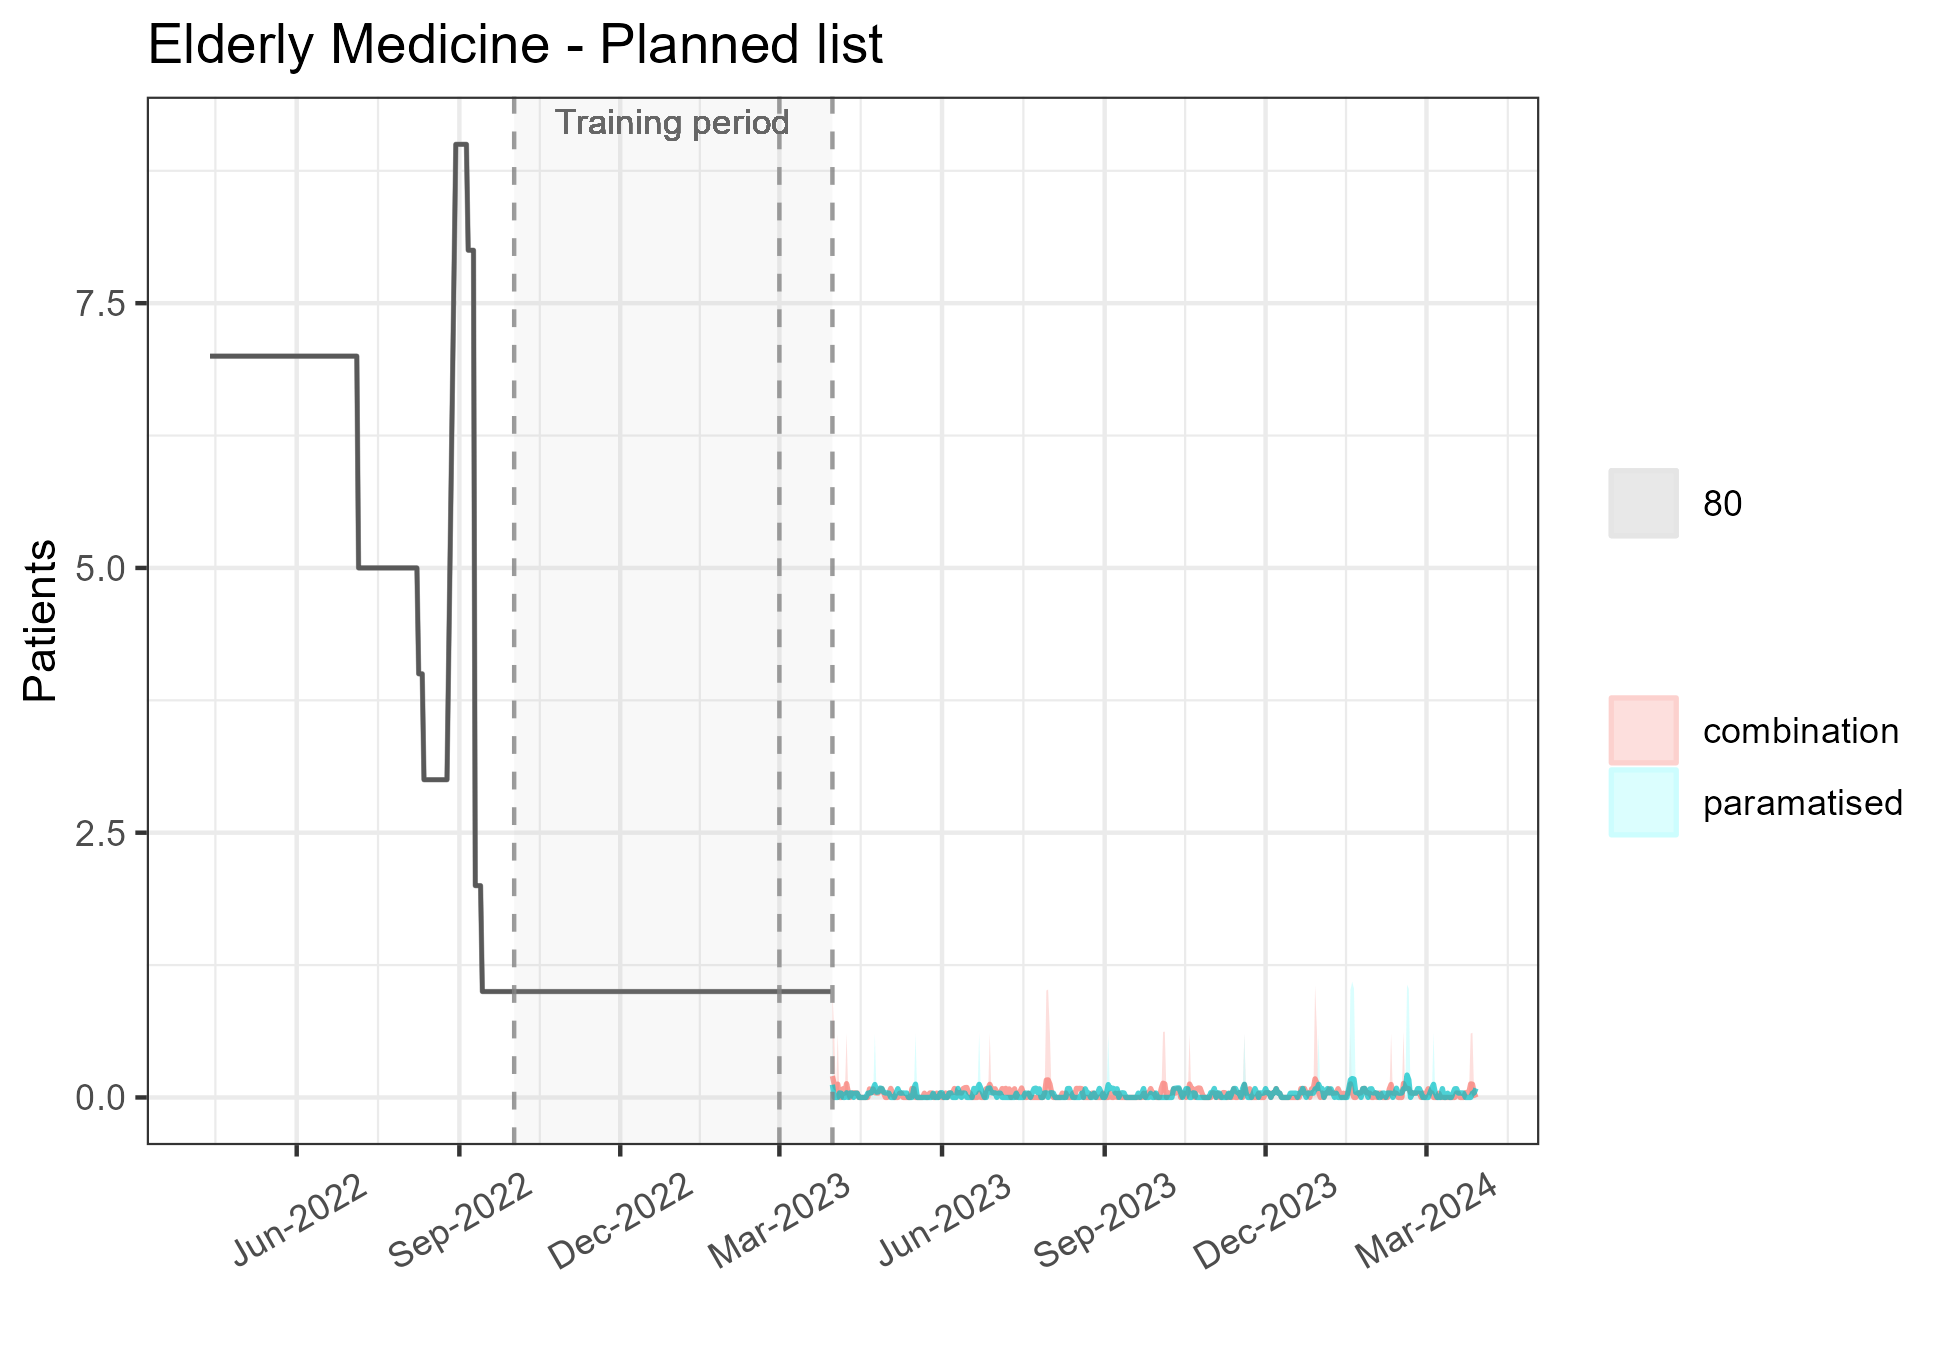 Elderly Medicine - Planned list
Training period
Patients
7.5
5.0
2.5
0.0
Jun-2022
Sep-2022
Dec-2022
Mar-2023
Jun-2023
Sep-2023
Dec-2023
Mar-2024
80
combination
paramatised